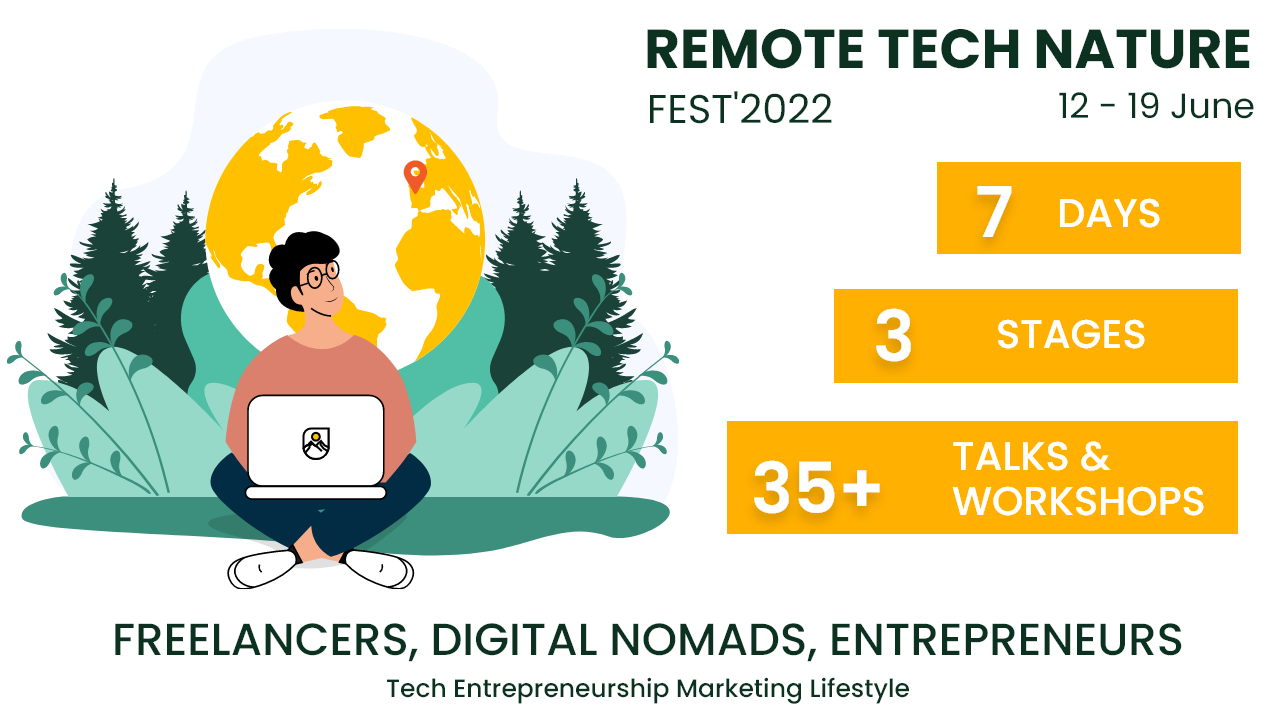 REMOTE TECH NATURE
FEST'2022
12 - 19 June
7 DAYS
3 STAGES
35+ TALKS &
WORKSHOPS
FREELANCERS, DIGITAL NOMADS, ENTREPRENEURS
Tech Entrepreneurship Marketing Lifestyle